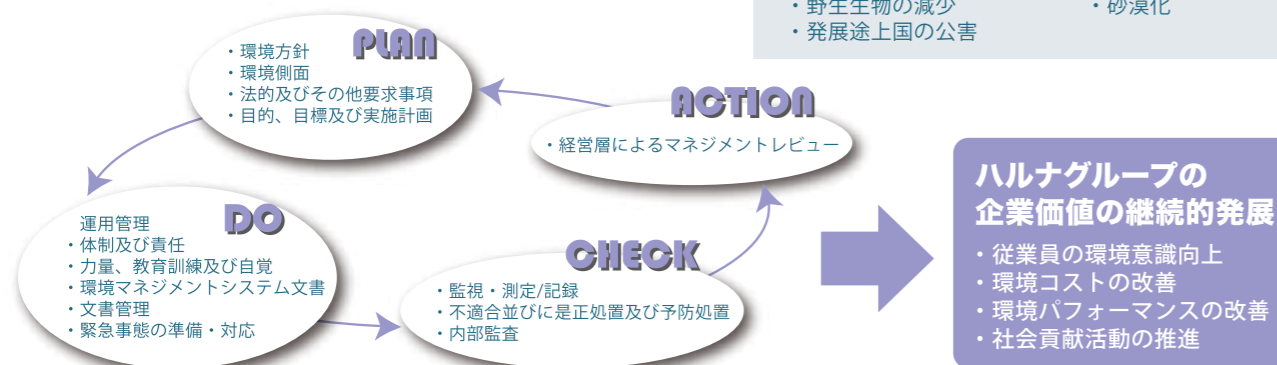 ・野生生物の減少
・砂漠化
・発展途上国の公害
PLAN
・環境方針
・環境側面
・法的及びその他要求事項
・目的、目標及び実施計画
ACTION
・経営層によるマネジメントレビュー
DO
運用管理
・体制及び責任
・力量、教育訓練及び自覚
・環境マネジメントシステム文書
・文書管理
・緊急事態の準備・対応
CHECK
・監視・測定/記録
・不適合並びに是正処置及び予防処置
・内部監査
ハルナグループの
企業価値の継続的発展
・従業員の環境意識向上
・環境コストの改善
・環境パフォーマンスの改善
・社会貢献活動の推進